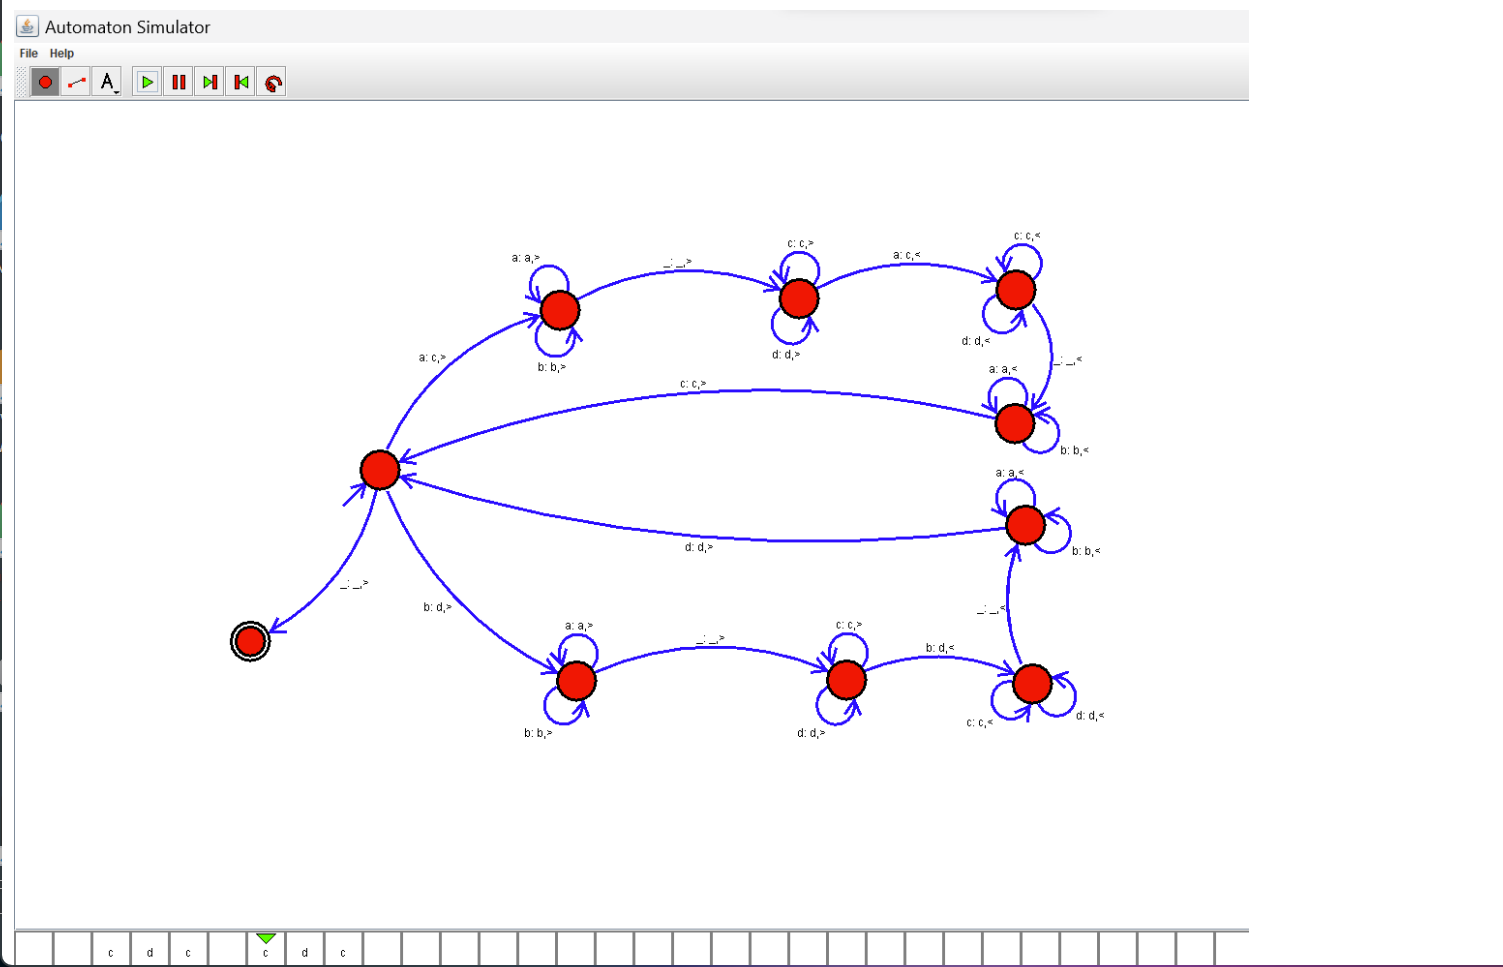 Automaton Simulator
File Help
A
c: c,>
c: c,<
a: a,>
_: _,>
a: c,<
d: d,<
a: c,>
d: d,>
_: _,<
b: b,>
a: a,<
c: c,>
b: b,<
a: a,<
d: d,>
b: b,<
_: _,>
b: d,>
_: _,<
a: a,>
c: c,>
_: _,>
b: d,<
d: d,<
c: c,<
b: b,>
d: d,>
c d c c d c